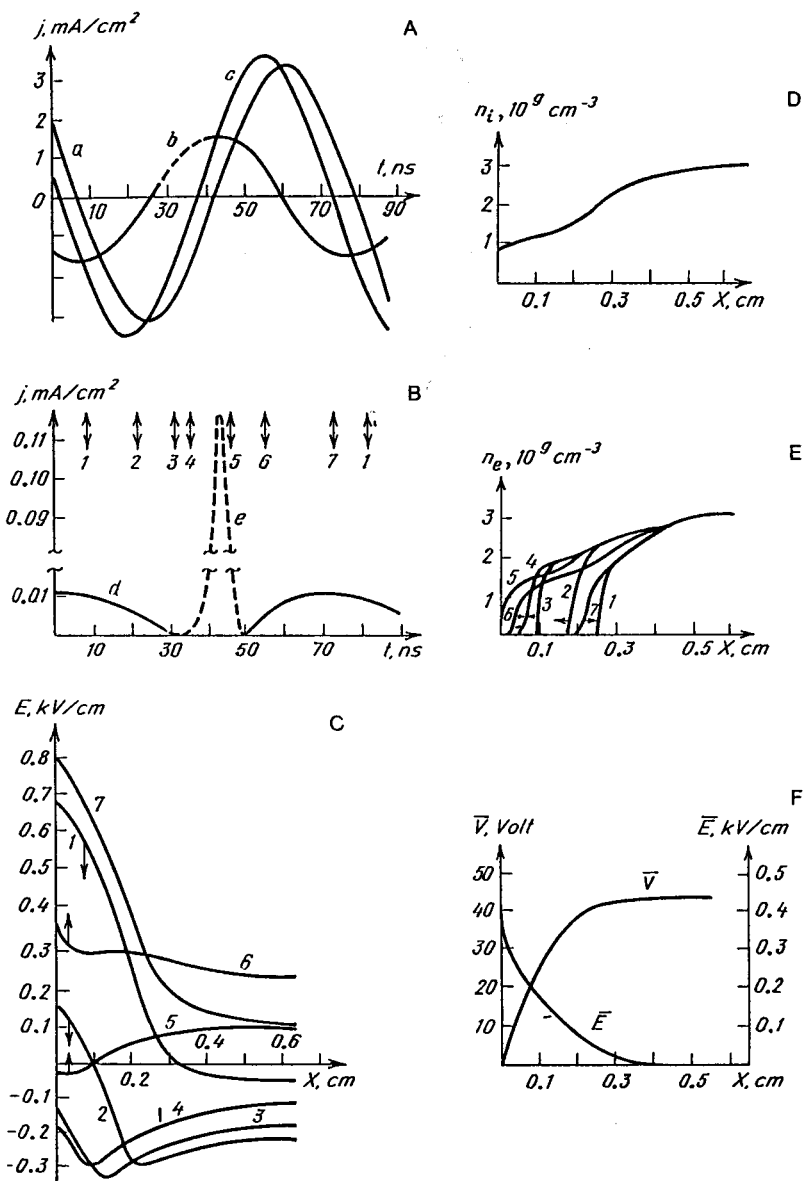 A
j, mA/cm²
3
2
1
0
a
b
c
t, ns
10
30
50
70
90
B
j, mA/cm²
0.11
0.10
0.09
0.01
1
2
3
4
5
6
7
1
d
e
10
30
50
70
t, ns
C
E, kV/cm
0.8
0.7
0.5
0.4
0.3
0.2
0.1
-0.1
-0.2
-0.3
7
1
6
5
0.2
0.4
0.6
X, cm
2
4
3
D
n_i, 10⁹ cm⁻³
3
2
1
0.1
0.3
0.5
X, cm
E
n_e, 10⁹ cm⁻³
3
2
1
5
4
6
3
2
7
1
0.1
0.3
0.5
X, cm
F
V̅, Volt
E̅, kV/cm
50
40
30
20
10
0.5
0.4
0.3
0.2
0.1
V̅
E̅
0.1
0.3
0.5
X, cm